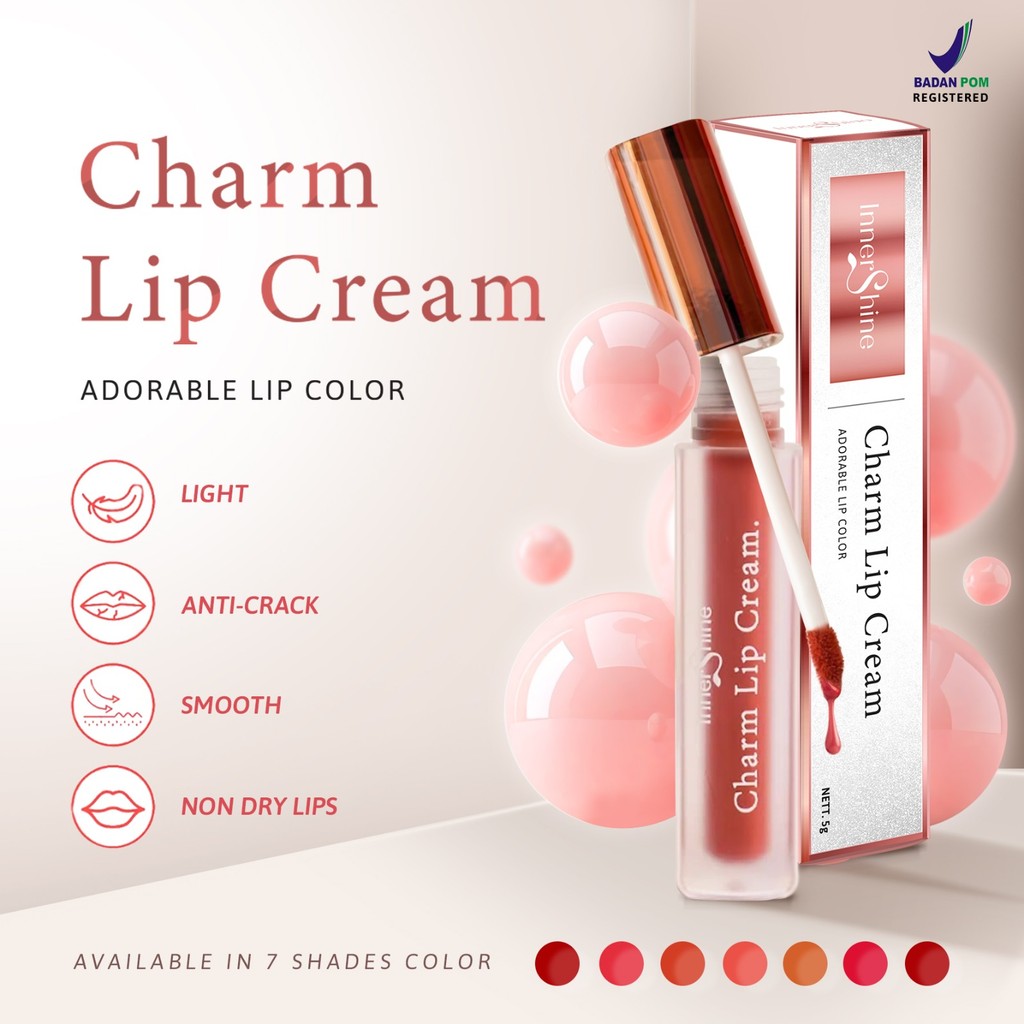 BADAN POM
REGISTERED
Charm
Lip Cream
ADORABLE LIP COLOR
LIGHT
ANTI-CRACK
SMOOTH
NON DRY LIPS
InnerShine
Charm Lip Cream.
InnerShine
Charm Lip Cream
ADORABLE LIP COLOR
NETT. 5g
AVAILABLE IN 7 SHADES COLOR